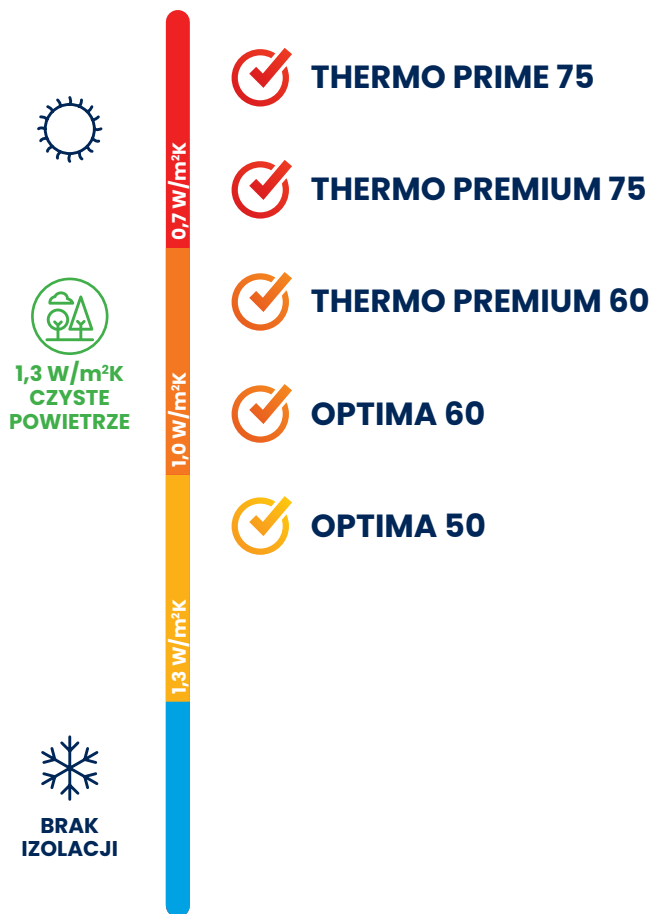 THERMO PRIME 75
0,7 W/m²K
THERMO PREMIUM 75
THERMO PREMIUM 60
1,3 W/m²K
CZYSTE
POWIETRZE
1,0 W/m²K
OPTIMA 60
OPTIMA 50
1,3 W/m²K
BRAK
IZOLACJI